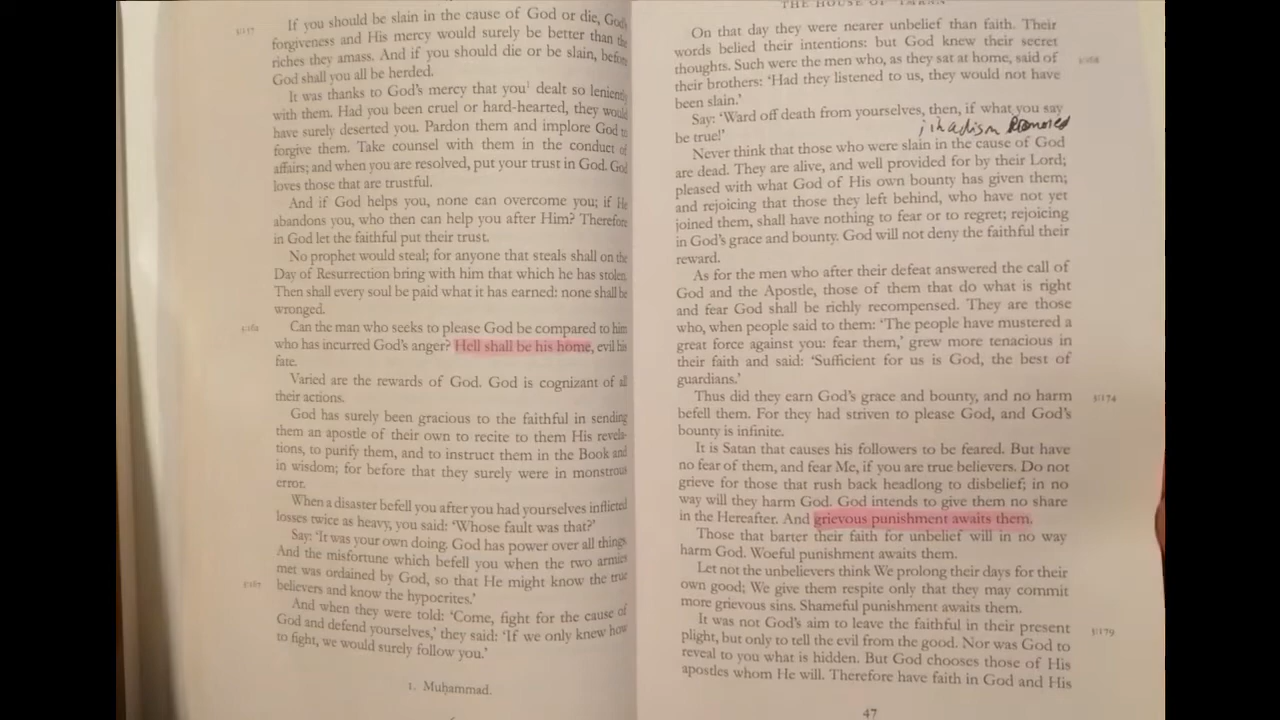 3:157
If you should be slain in the cause of God or die, God's
forgiveness and His mercy would surely be better than the
riches they amass. And if you should die or be slain, before
God shall you all be herded.
It was thanks to God's mercy that you¹ dealt so leniently
with them. Had you been cruel or hard-hearted, they would
have surely deserted you. Pardon them and implore God to
forgive them. Take counsel with them in the conduct of
affairs; and when you are resolved, put your trust in God. God
loves those that are trustful.
And if God helps you, none can overcome you; if He
abandons you, who then can help you after Him? Therefore
in God let the faithful put their trust.
No prophet would steal; for anyone that steals shall on the
Day of Resurrection bring with him that which he has stolen.
Then shall every soul be paid what it has earned: none shall be
wronged.
3:162
Can the man who seeks to please God be compared to him
who has incurred God's anger? Hell shall be his home, evil his
fate.
Varied are the rewards of God. God is cognizant of all
their actions.
God has surely been gracious to the faithful in sending
them an apostle of their own to recite to them His revela-
tions, to purify them, and to instruct them in the Book and
in wisdom; for before that they surely were in monstrous
error.
When a disaster befell you after you had yourselves inflicted
losses twice as heavy, you said: 'Whose fault was that?'
Say: 'It was your own doing. God has power over all things.
And the misfortune which befell you when the two armies
met was ordained by God, so that He might know the true
3:167
believers and know the hypocrites.'
And when they were told: 'Come, fight for the cause of
God and defend yourselves,' they said: 'If we only knew how
to fight, we would surely follow you.'
1. Muḥammad.
THE HOUSE OF
On that day they were nearer unbelief than faith. Their
words belied their intentions: but God knew their secret
thoughts. Such were the men who, as they sat at home, said of
3:168
their brothers: 'Had they listened to us, they would not have
been slain.'
Say: 'Ward off death from yourselves, then, if what you say
be true!'
jihadism Promoted
Never think that those who were slain in the cause of God
are dead. They are alive, and well provided for by their Lord;
pleased with what God of His own bounty has given them;
and rejoicing that those they left behind, who have not yet
joined them, shall have nothing to fear or to regret; rejoicing
in God's grace and bounty. God will not deny the faithful their
reward.
As for the men who after their defeat answered the call of
God and the Apostle, those of them that do what is right
and fear God shall be richly recompensed. They are those
who, when people said to them: 'The people have mustered a
great force against you: fear them,' grew more tenacious in
their faith and said: 'Sufficient for us is God, the best of
guardians.'
Thus did they earn God's grace and bounty, and no harm
3:174
befell them. For they had striven to please God, and God's
bounty is infinite.
It is Satan that causes his followers to be feared. But have
no fear of them, and fear Me, if you are true believers. Do not
grieve for those that rush back headlong to disbelief; in no
way will they harm God. God intends to give them no share
in the Hereafter. And grievous punishment awaits them.
Those that barter their faith for unbelief will in no way
harm God. Woeful punishment awaits them.
Let not the unbelievers think We prolong their days for their
own good; We give them respite only that they may commit
more grievous sins. Shameful punishment awaits them.
It was not God's aim to leave the faithful in their present
3:179
plight, but only to tell the evil from the good. Nor was God to
reveal to you what is hidden. But God chooses those of His
apostles whom He will. Therefore have faith in God and His
47